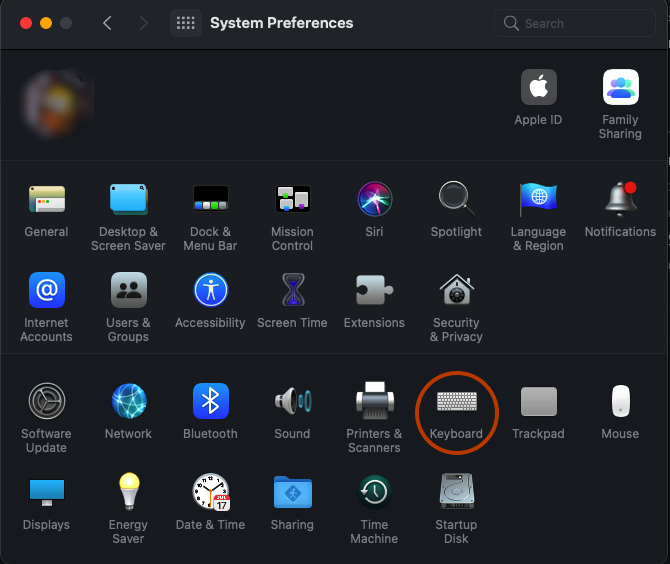 System Preferences
Search
Apple ID
Family
Sharing
General
Desktop &
Screen Saver
Dock &
Menu Bar
Mission
Control
Siri
Spotlight
Language
& Region
Notifications
Internet
Accounts
Users &
Groups
Accessibility
Screen Time
Extensions
Security
& Privacy
Software
Update
Network
Bluetooth
Sound
Printers &
Scanners
Keyboard
Trackpad
Mouse
Displays
Energy
Saver
JUL
17
Date & Time
Sharing
Time
Machine
Startup
Disk